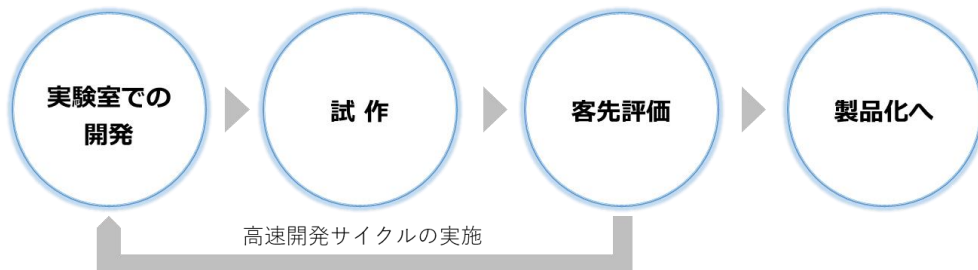 実験室での
開発
試 作
客先評価
製品化へ
高速開発サイクルの実施